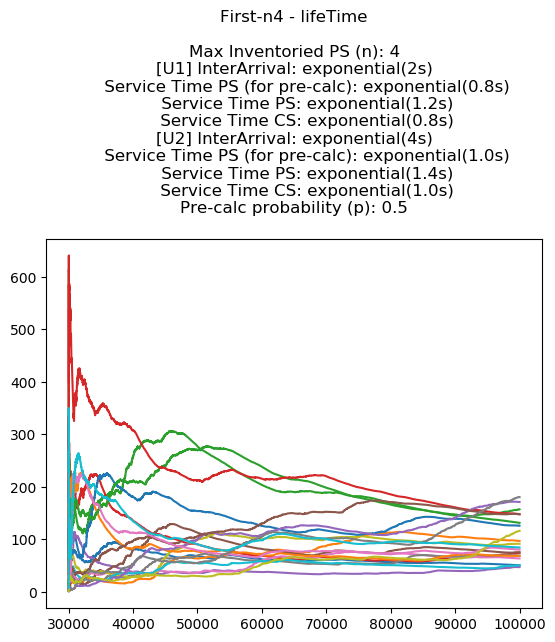 First-n4 - lifeTime
Max Inventoried PS (n): 4
[U1] InterArrival: exponential(2s)
Service Time PS (for pre-calc): exponential(0.8s)
Service Time PS: exponential(1.2s)
Service Time CS: exponential(0.8s)
[U2] InterArrival: exponential(4s)
Service Time PS (for pre-calc): exponential(1.0s)
Service Time PS: exponential(1.4s)
Service Time CS: exponential(1.0s)
Pre-calc probability (p): 0.5
600
500
400
300
200
100
0
30000 40000 50000 60000 70000 80000 90000 100000